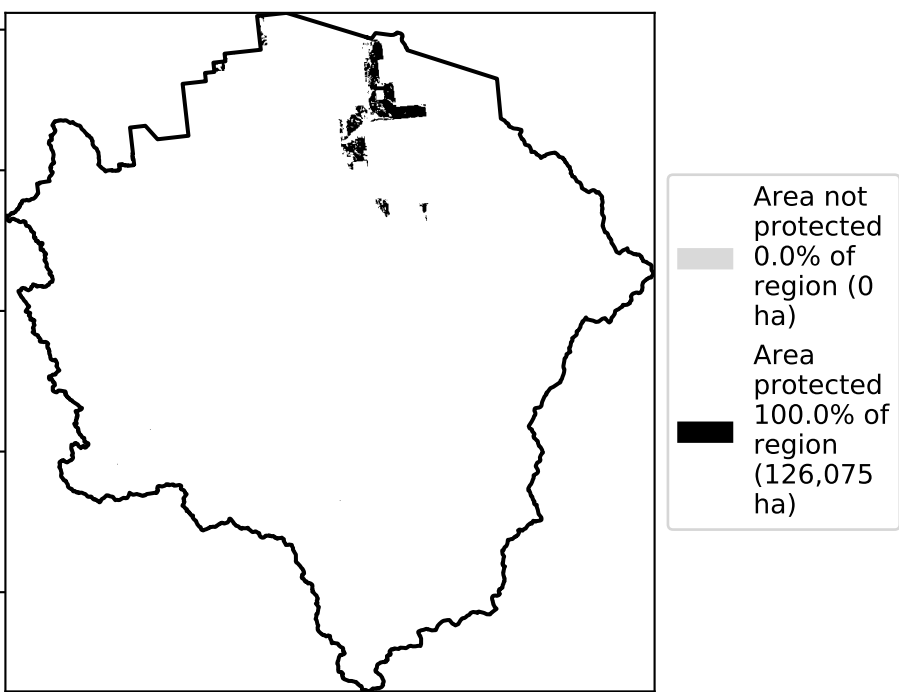 Area not
protected
0.0% of
region (0
ha)
Area
protected
100.0% of
region
(126,075
ha)